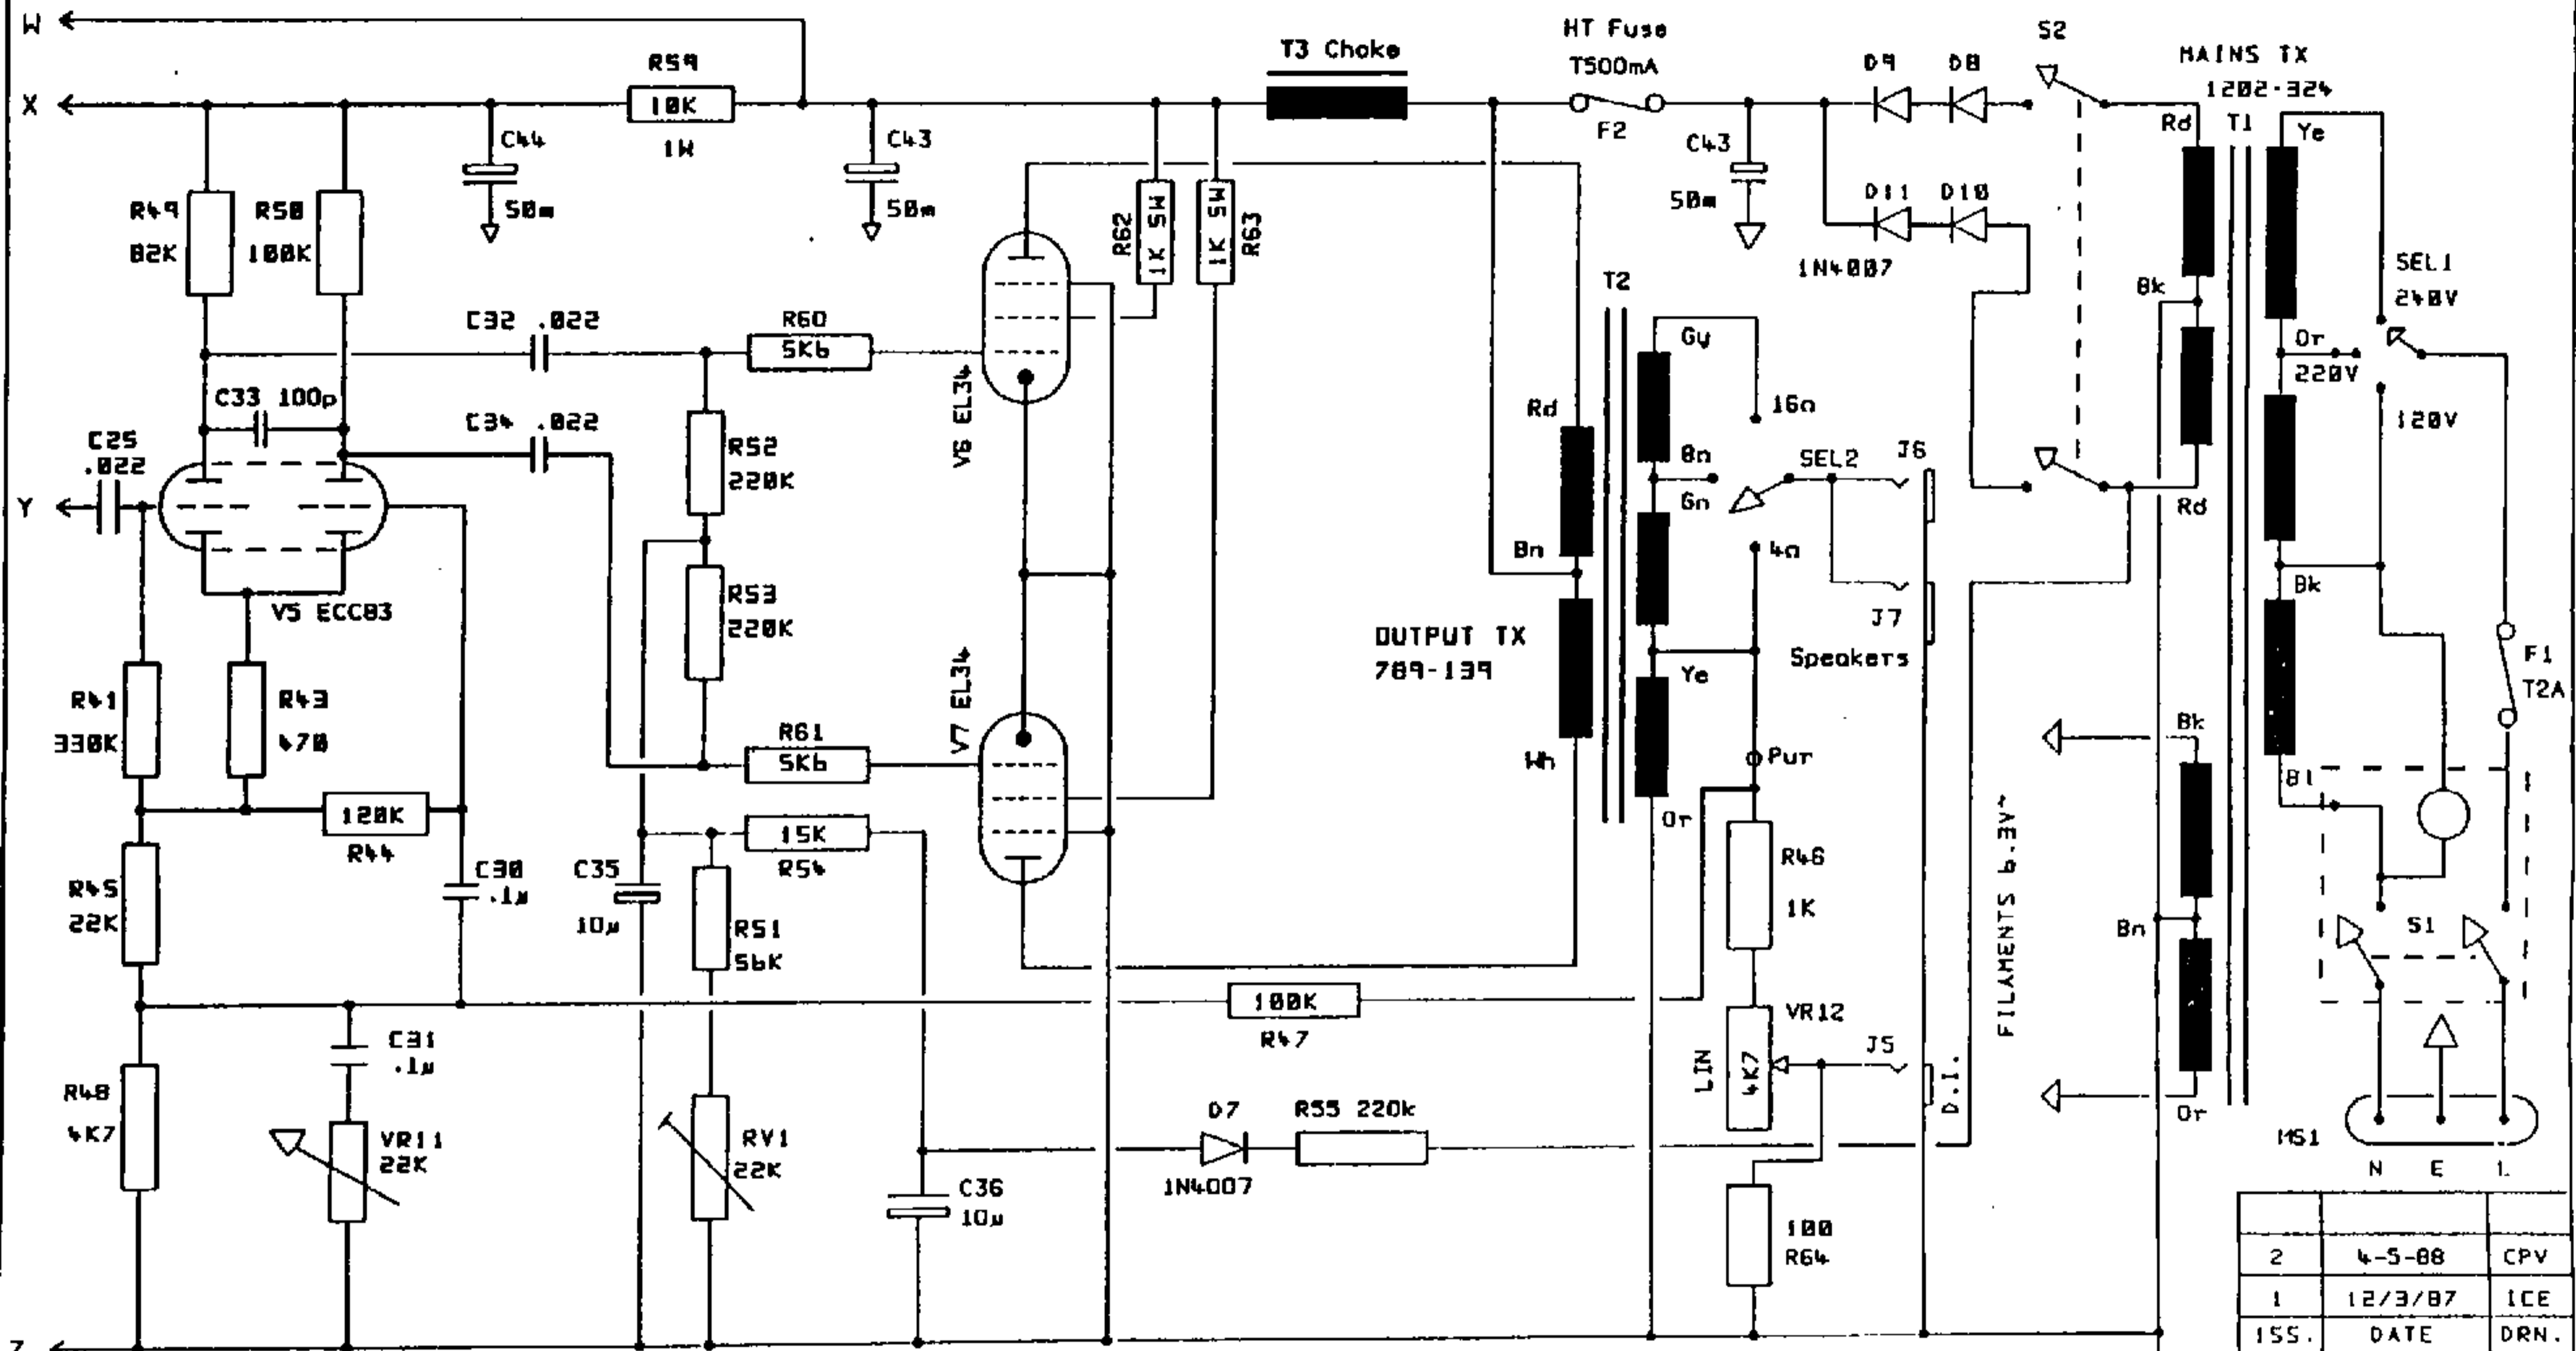 W
X
Y
Z
R59
10K
1W
T3 Choke
HT Fuse
T500mA
F2
D9
D8
S2
MAINS TX
1202-324
Rd
T1
Ye
C44
50m
C43
50m
C43
50m
R49
82K
R50
100K
R62
1K 5W
1K 5W
R63
D11
D10
1N4007
Bk
SEL1
240V
Or
220V
120V
C32 .022
R60
5K6
T2
Gy
16Ω
C33 100p
C34 .022
V6 EL34
Rd
C25
.022
R52
220K
Bn
Gn
SEL2
J6
Rd
Bn
4Ω
V5 ECC83
R53
220K
J7
Bk
OUTPUT TX
789-139
Speakers
Ye
F1
T2A
R41
330K
R43
470
R61
5K6
V7 EL34
Wh
Pur
Bk
Bl
120K
R44
15K
R54
Or
R46
1K
FILAMENTS 6.3V~
R45
22K
C30
.1µ
C35
10µ
R51
56K
Bn
S1
100K
R47
VR12
LIN
4K7
J5
D.I.
C31
.1µ
R48
4K7
VR11
22K
RV1
22K
D7
1N4007
R55 220k
C36
10µ
Or
MS1
N E L
100
R64
2 4-5-88 CPV
1 12/3/87 ICE
ISS. DATE DRN.